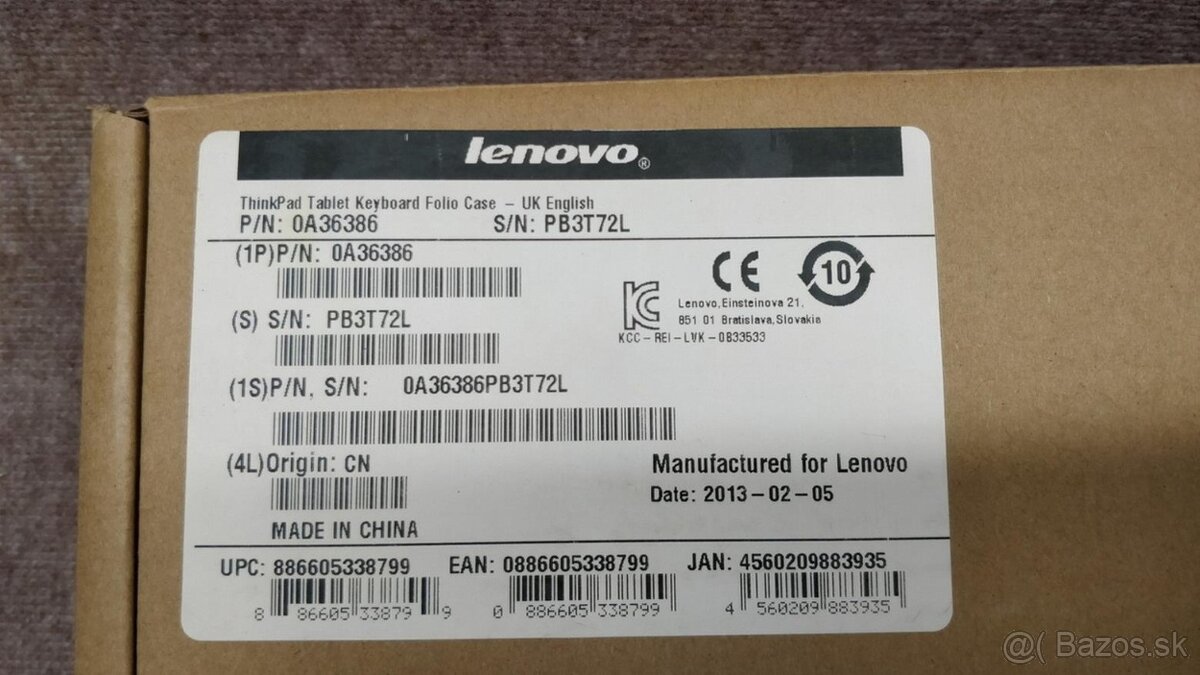 lenovo®
ThinkPad Tablet Keyboard Folio Case – UK English
P/N: 0A36386 S/N: PB3T72L
(1P)P/N: 0A36386
CE 10
KC
Lenovo,Einsteinova 21,
851 01 Bratislava,Slovakia
KCC-REI-LVK-0B33533
(S) S/N: PB3T72L
(1S)P/N, S/N: 0A36386PB3T72L
(4L)Origin: CN
Manufactured for Lenovo
Date: 2013-02-05
MADE IN CHINA
UPC: 886605338799 EAN: 0886605338799 JAN: 4560209883935
8 86605 33879 9 0 886605 338799 4 560209 883935
@( Bazos.sk